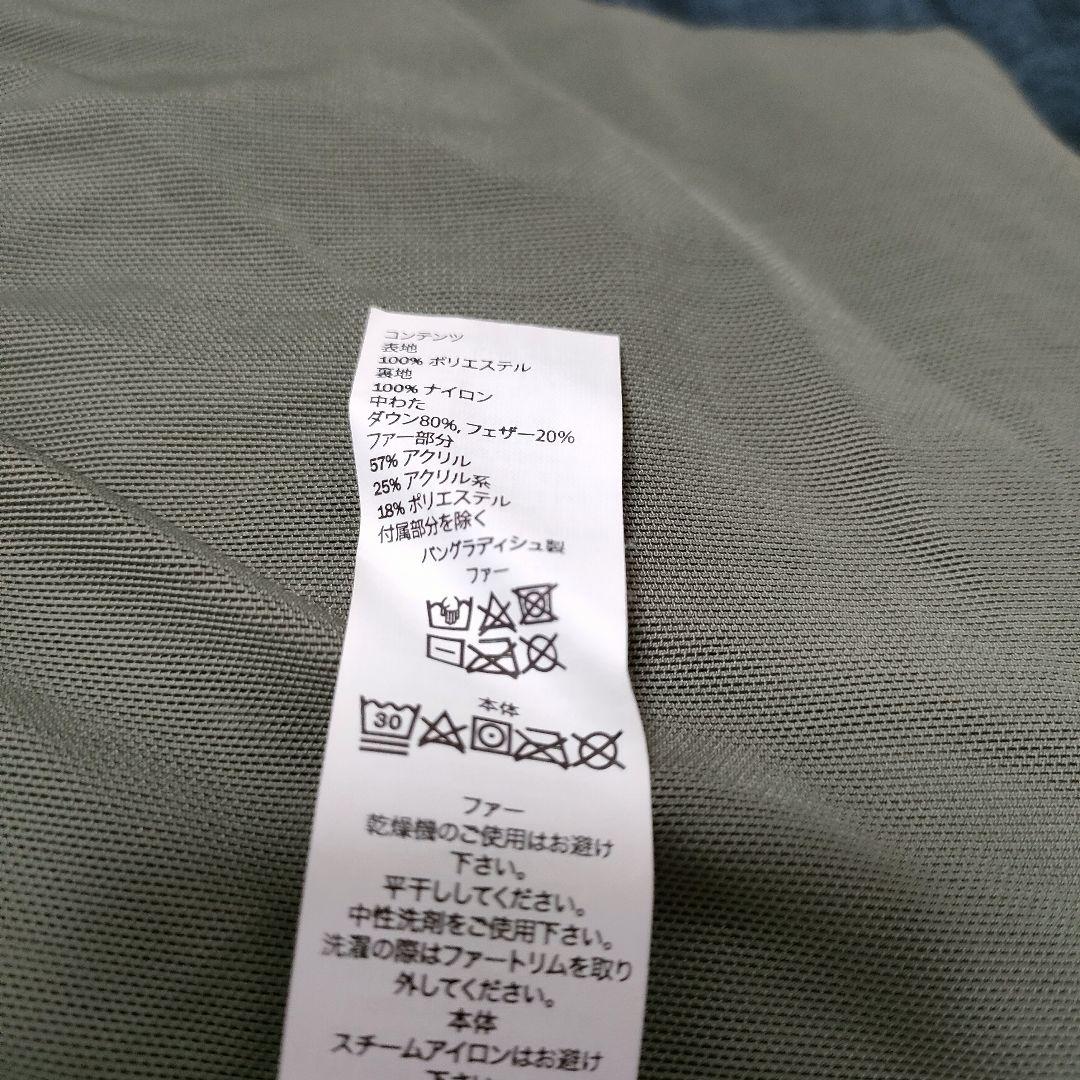 コンテンツ
表地
100% ポリエステル
裏地
100% ナイロン
中わた
ダウン80%, フェザー20%
ファー部分
57% アクリル
25% アクリル系
18% ポリエステル
付属部分を除く
バングラディシュ製
ファー
本体
30
ファー
乾燥機のご使用はお避け
下さい。
平干ししてください。
中性洗剤をご使用下さい。
洗濯の際はファートリムを取り
外してください。
本体
スチームアイロンはお避け